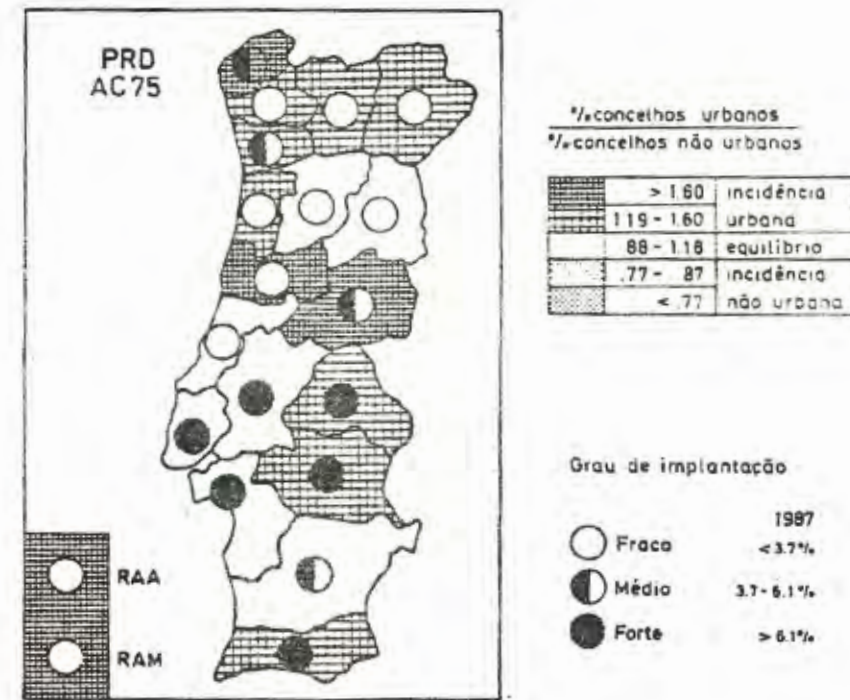 PRD
AC75
RAA
RAM
%concelhos urbanos
%concelhos não urbanos
> 1.60 incidência
1.19 - 1.60 urbana
88 - 1.18 equilíbrio
.77 - .87 incidência
< .77 não urbana
Grau de implantação
1987
Fraco < 3.7%
Médio 3.7 - 6.1%
Forte > 6.1%